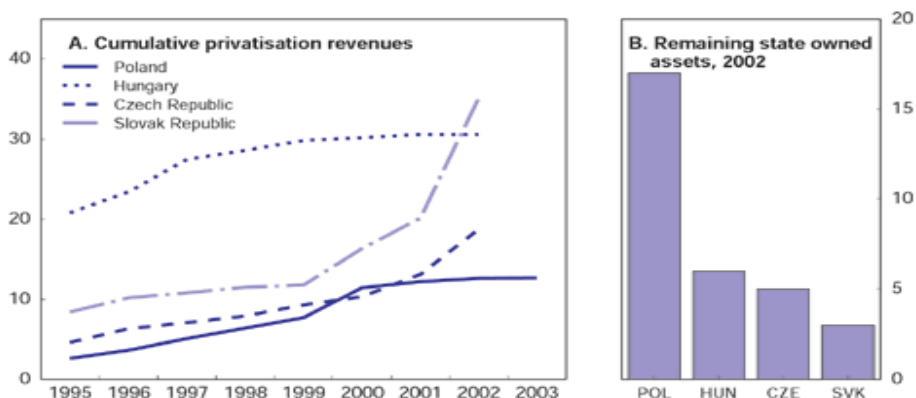 A. Cumulative privatisation revenues
Poland
Hungary
Czech Republic
Slovak Republic
40
30
20
10
0
1995 1996 1997 1998 1999 2000 2001 2002 2003
B. Remaining state owned
assets, 2002
20
15
10
5
0
POL HUN CZE SVK